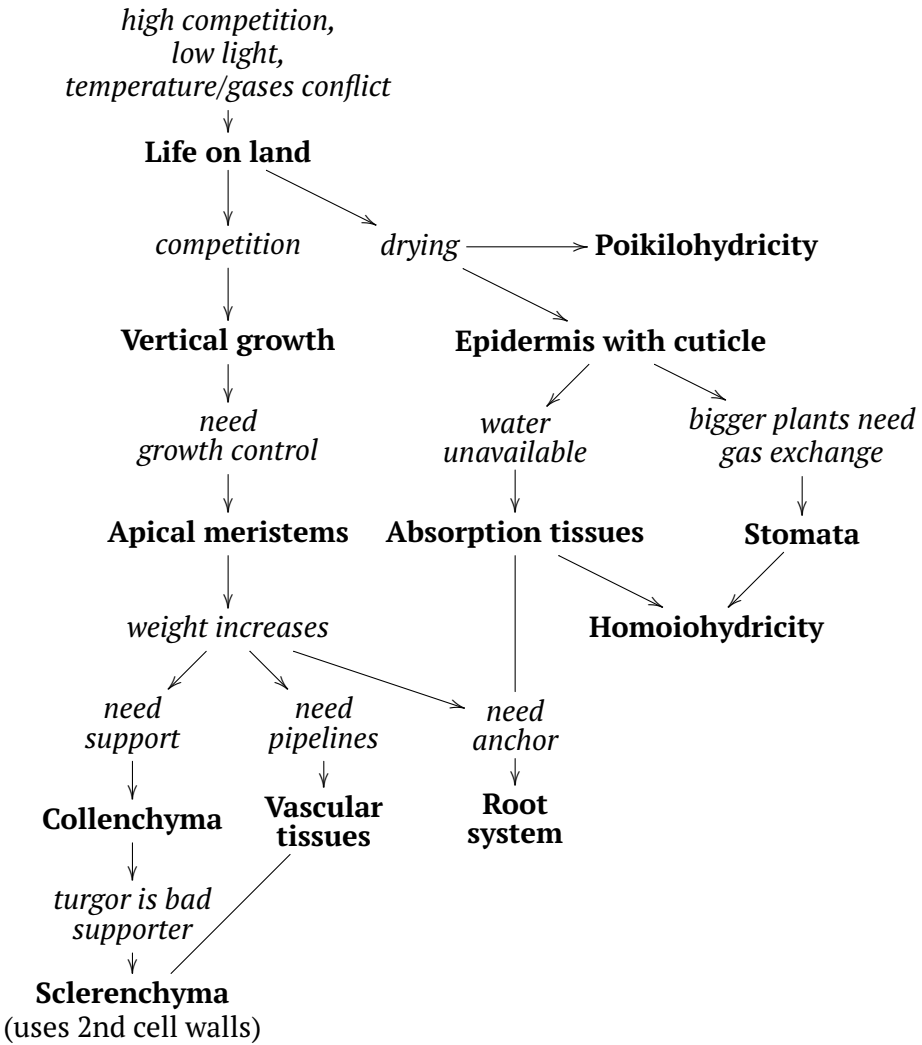 high competition,
low light,
temperature/gases conflict
Life on land
competition
drying
Poikilohydricity
Vertical growth
Epidermis with cuticle
need
growth control
water
unavailable
bigger plants need
gas exchange
Apical meristems
Absorption tissues
Stomata
weight increases
Homoiohydricity
need
support
need
pipelines
need
anchor
Collenchyma
Vascular
tissues
Root
system
turgor is bad
supporter
Sclerenchyma
(uses 2nd cell walls)